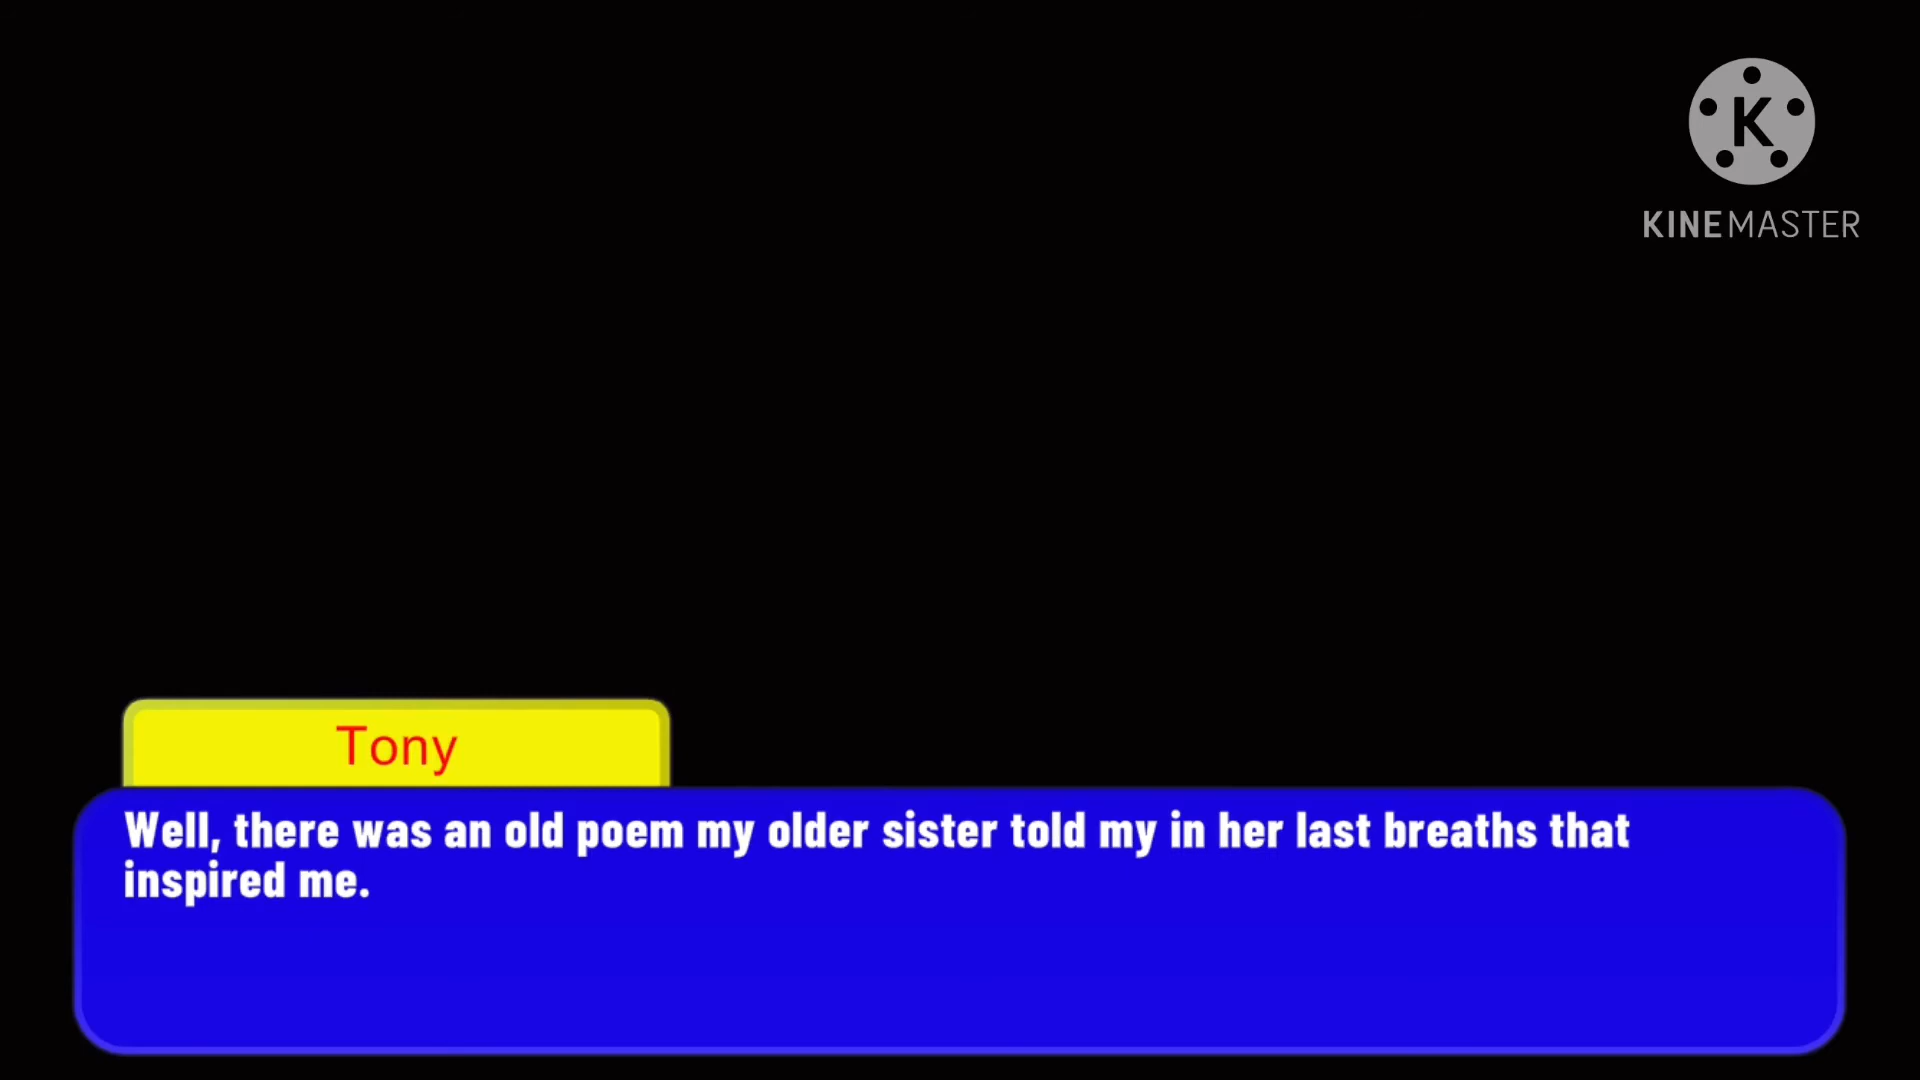 K
KINEMASTER
Tony
Well, there was an old poem my older sister told my in her last breaths that
inspired me.